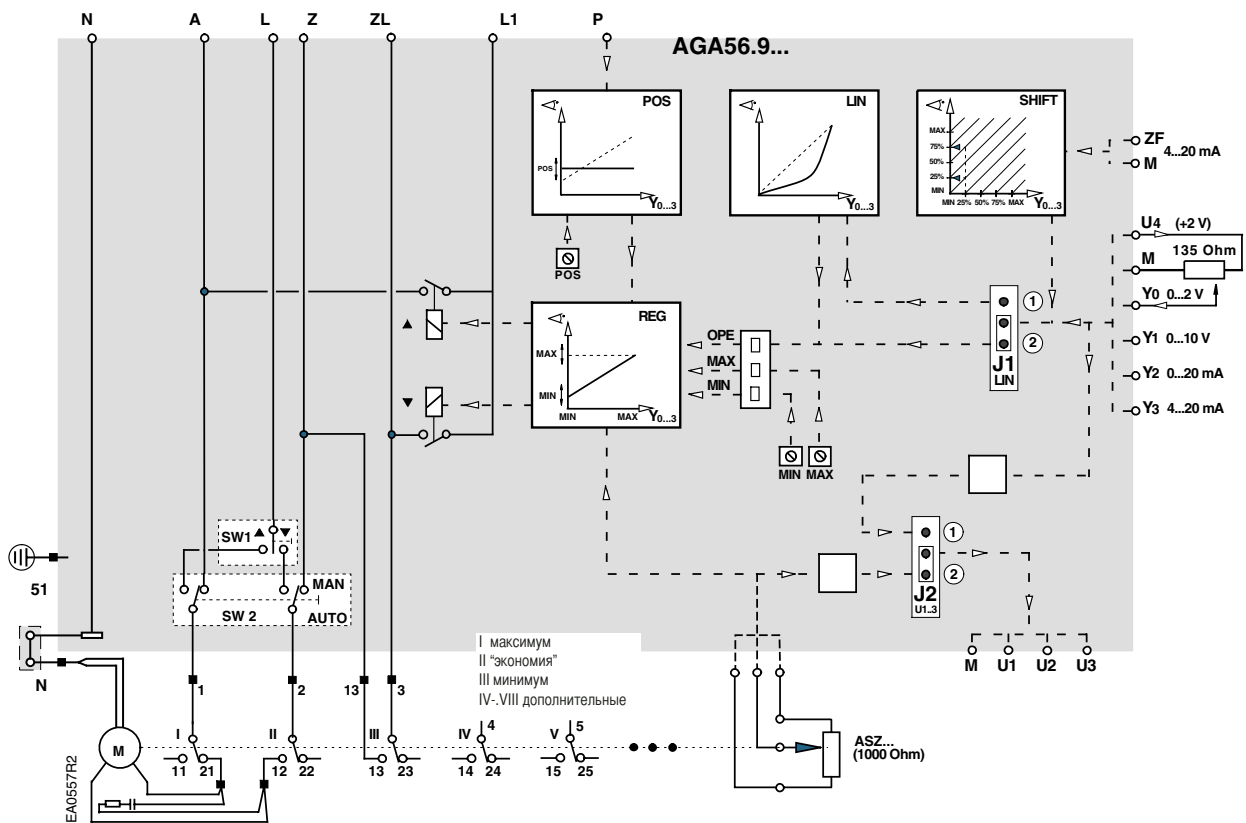 N A L Z ZL L1 P
AGA56.9...
POS
POS
Y0...3
POS
LIN
Y0...3
SHIFT
MAX
75%
50%
25%
MIN
MIN 25% 50% 75% MAX Y0...3
ZF
4...20 mA
M
U4 (+2 V)
135 Ohm
M
Y0 0...2 V
Y1 0...10 V
Y2 0...20 mA
Y3 4...20 mA
REG
MAX
MIN
MIN MAX Y0...3
OPE
MAX
MIN
MIN MAX
1
2
J1
LIN
1
2
J2
U1..3
M U1 U2 U3
SW1
MAN
SW 2 AUTO
51
N
I максимум
II "экономия"
III минимум
IV-.VIII дополнительные
1 2 13 3
4 5
I II III IV V
M
11 21 12 22 13 23 14 24 15 25
ASZ...
(1000 Ohm)
EA0557R2